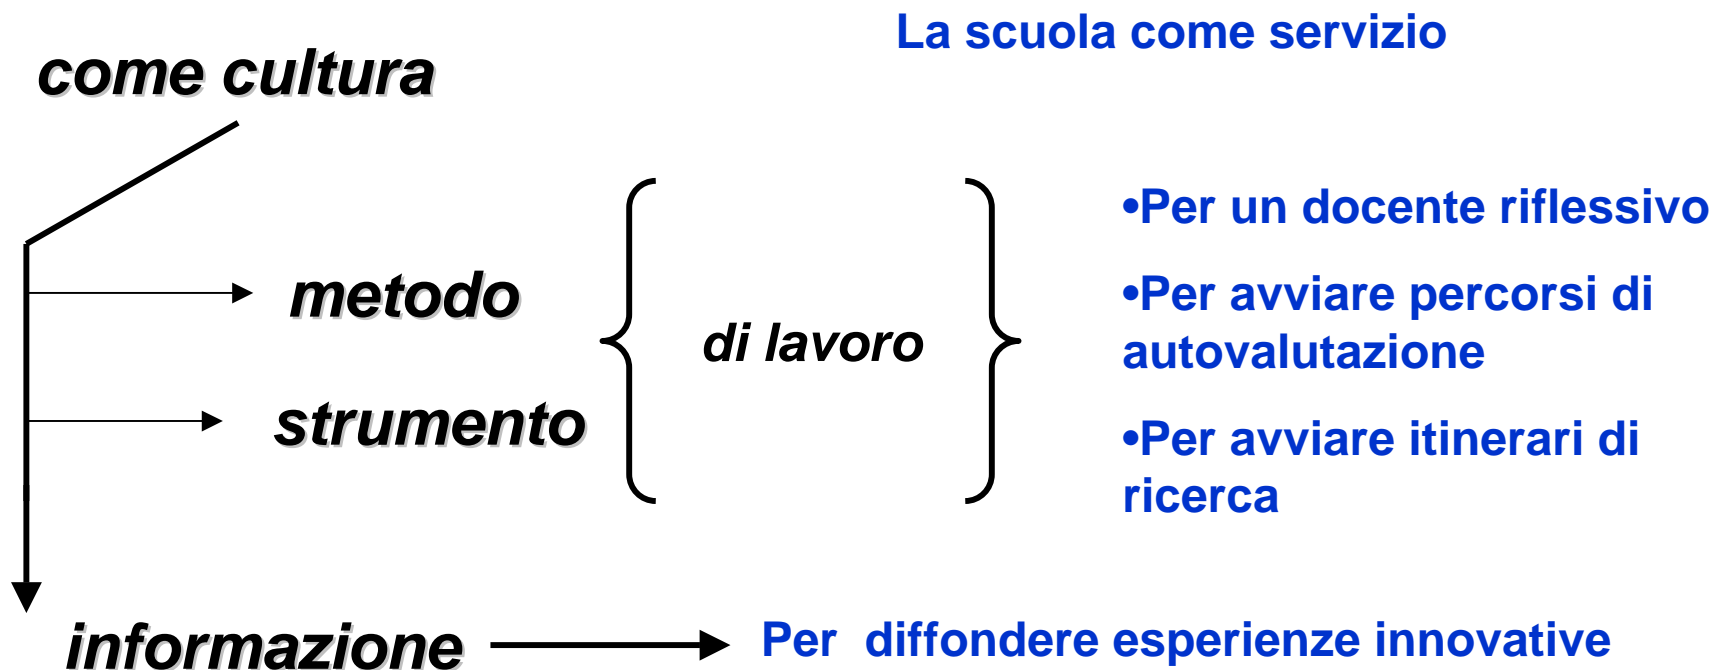 La scuola come servizio
come cultura
•Per un docente riflessivo
metodo
•Per avviare percorsi di
autovalutazione
di lavoro
strumento
•Per avviare itinerari di
ricerca
informazione
Per  diffondere esperienze innovative